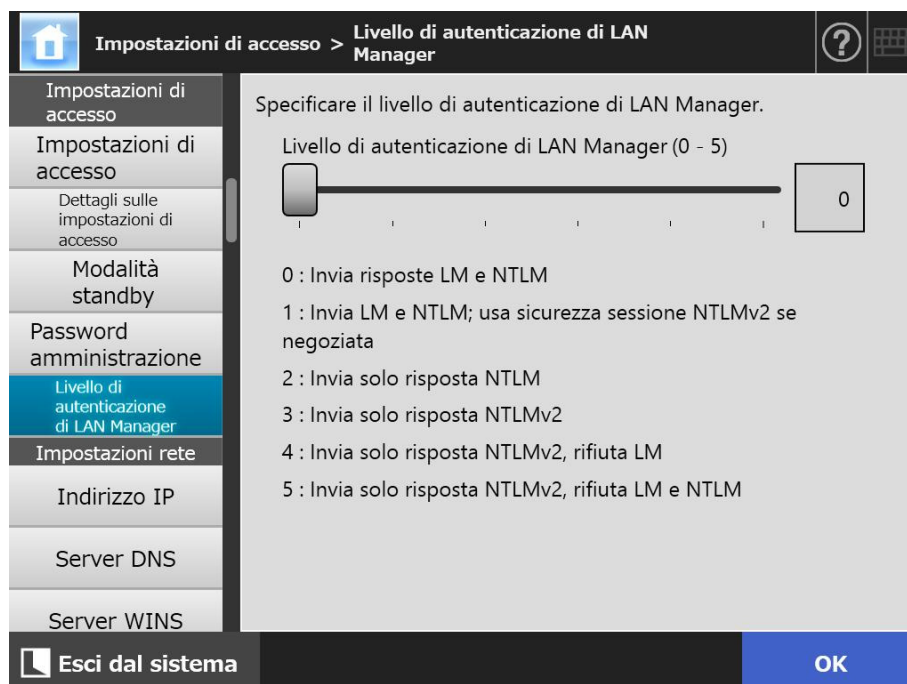 Impostazioni di accesso > Livello di autenticazione di LAN
Manager
?
Impostazioni di
accesso
Impostazioni di
accesso
Dettagli sulle
impostazioni di
accesso
Modalità
standby
Password
amministrazione
Livello di
autenticazione
di LAN Manager
Impostazioni rete
Indirizzo IP
Server DNS
Server WINS
Specificare il livello di autenticazione di LAN Manager.
Livello di autenticazione di LAN Manager (0 - 5)
0
0 : Invia risposte LM e NTLM
1 : Invia LM e NTLM; usa sicurezza sessione NTLMv2 se
negoziata
2 : Invia solo risposta NTLM
3 : Invia solo risposta NTLMv2
4 : Invia solo risposta NTLMv2, rifiuta LM
5 : Invia solo risposta NTLMv2, rifiuta LM e NTLM
Esci dal sistema
OK